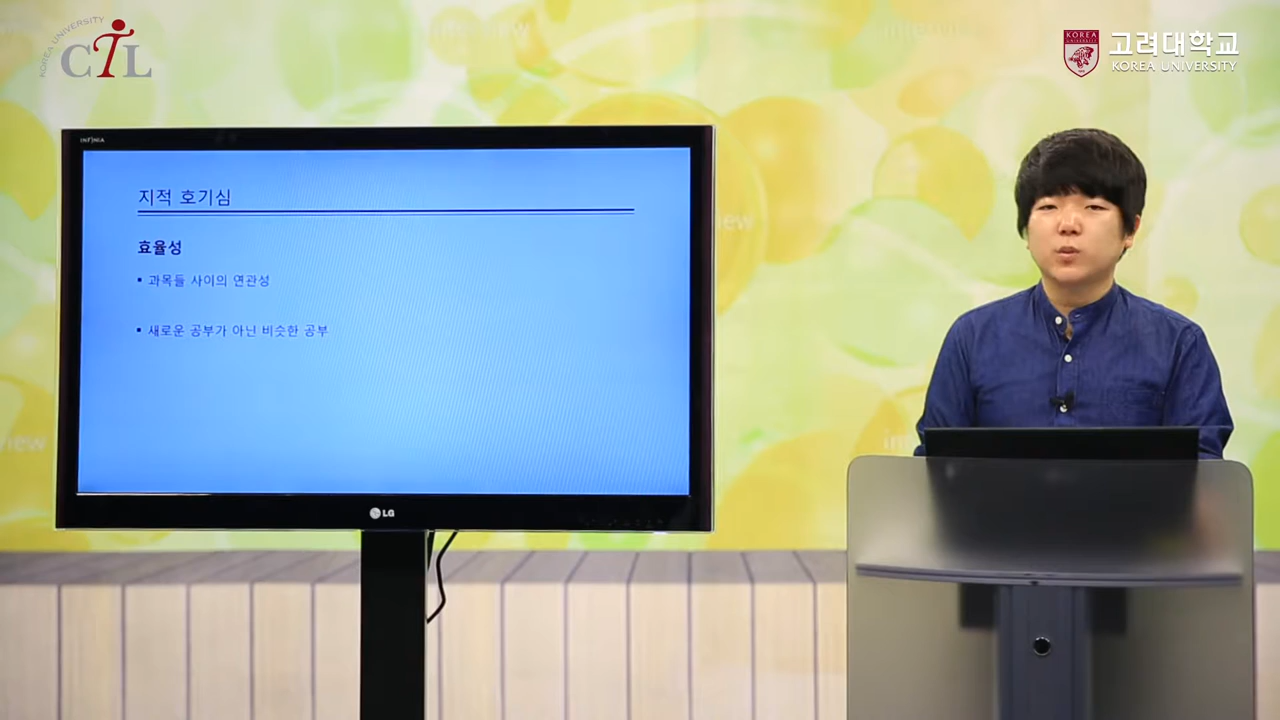 KOREA UNIVERSITY
CTL
KOREA
고려대학교
KOREA UNIVERSITY
INFINIA
지적 호기심
효율성
▪ 과목들 사이의 연관성
▪ 새로운 공부가 아닌 비슷한 공부
LG